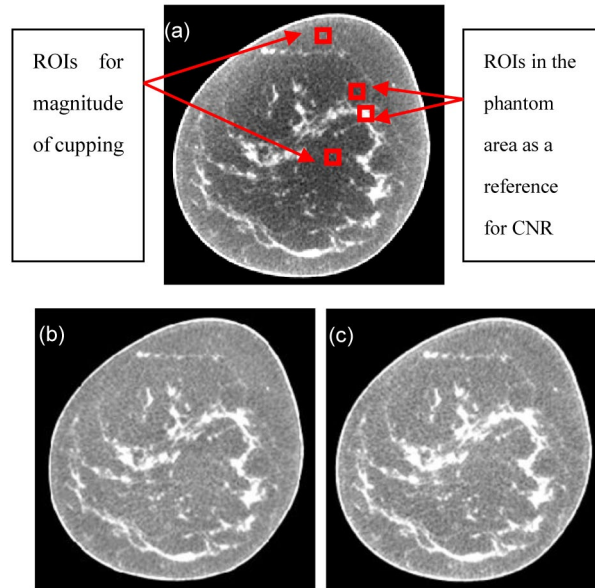 (a)
ROIs for
magnitude
of cupping
ROIs in the
phantom
area as a
reference
for CNR
(b)
(c)